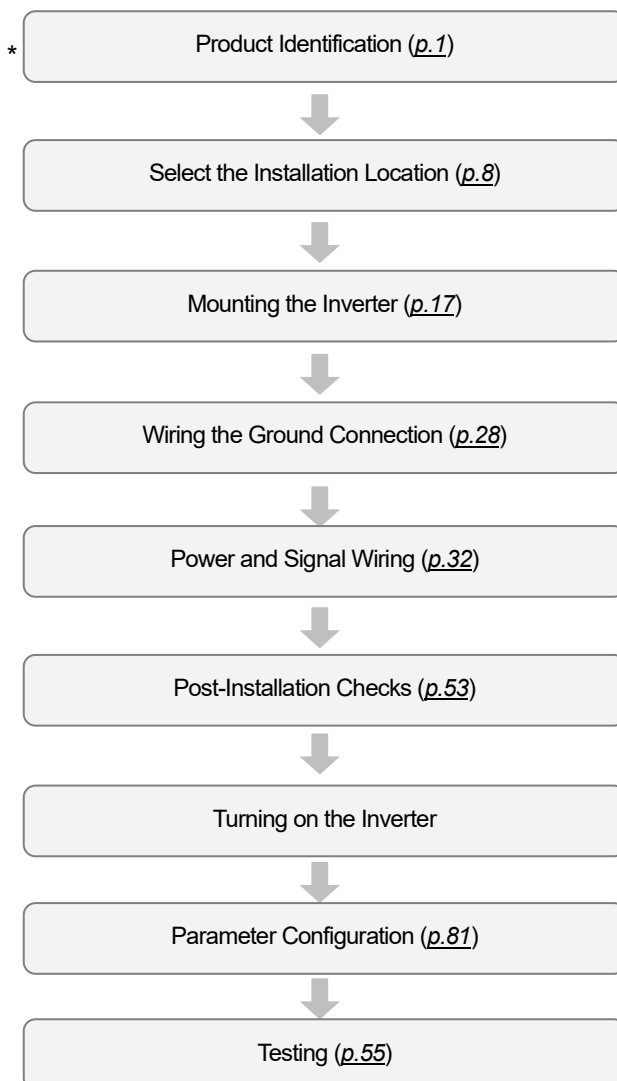 Product Identification (p.1)
*
Select the Installation Location (p.8)
Mounting the Inverter (p.17)
Wiring the Ground Connection (p.28)
Power and Signal Wiring (p.32)
Post-Installation Checks (p.53)
Turning on the Inverter
Parameter Configuration (p.81)
Testing (p.55)